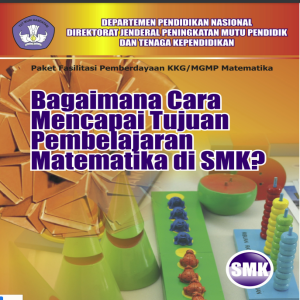 DEPARTEMEN PENDIDIKAN NASIONAL
DIREKTORAT JENDERAL PENINGKATAN MUTU PENDIDIK
DAN TENAGA KEPENDIDIKAN
Paket Fasilitasi Pemberdayaan KKG/MGMP Matematika
Bagaimana Cara
Mencapai Tujuan
Pembelajaran
Matematika di SMK?
SMK